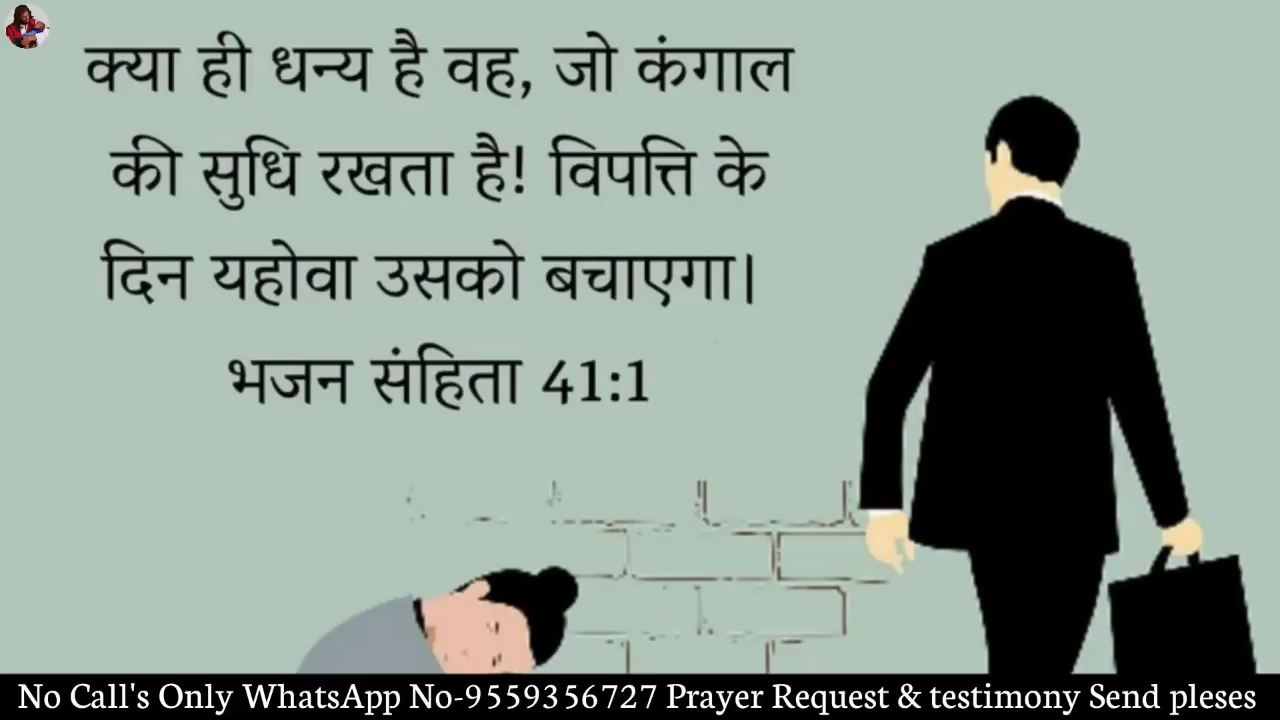 क्या ही धन्य है वह, जो कंगाल
की सुधि रखता है! विपत्ति के
दिन यहोवा उसको बचाएगा।
भजन संहिता 41:1
No Call's Only WhatsApp No-9559356727 Prayer Request & testimony Send pleses